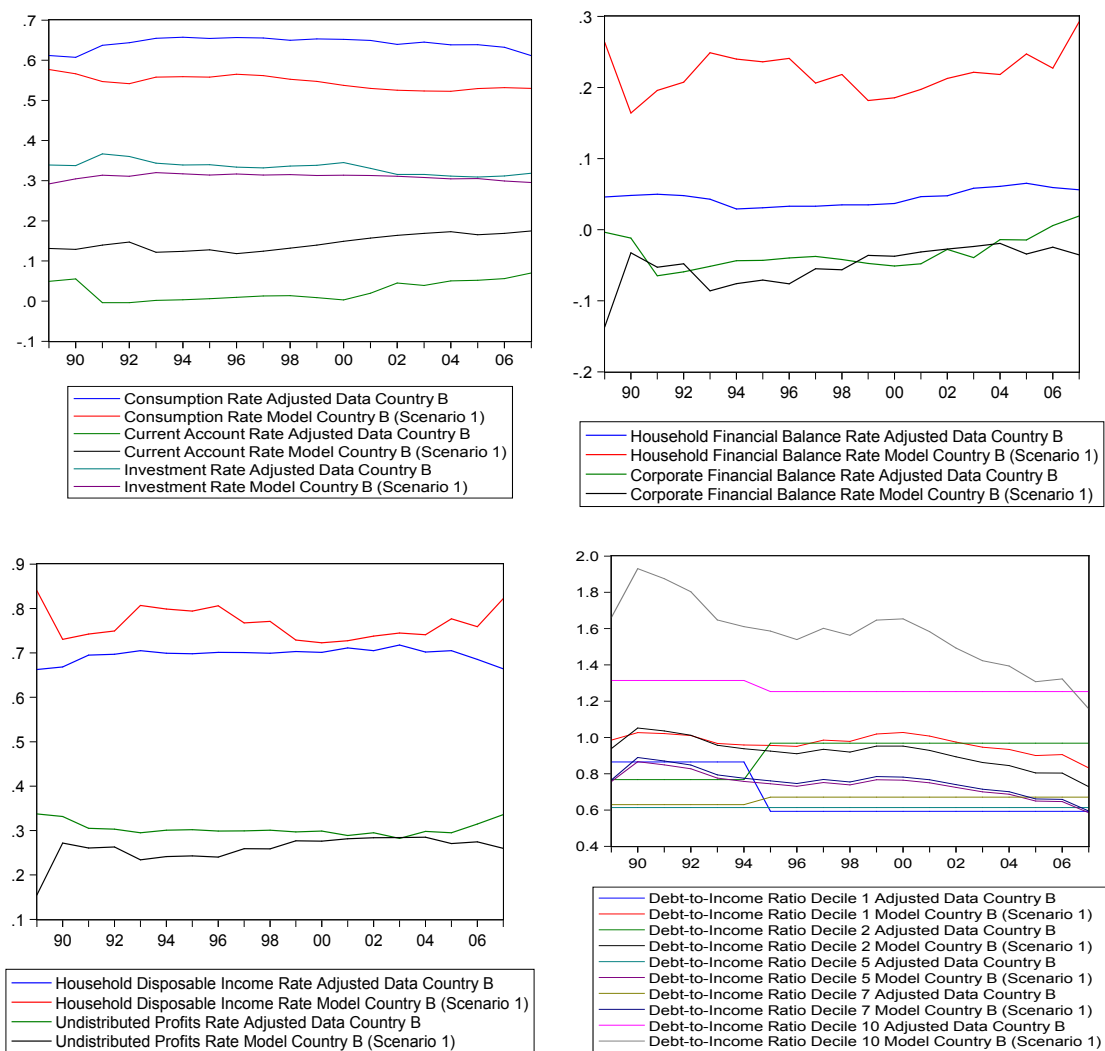 .7
.6
.5
.4
.3
.2
.1
.0
-.1
90 92 94 96 98 00 02 04 06
Consumption Rate Adjusted Data Country B
Consumption Rate Model Country B (Scenario 1)
Current Account Rate Adjusted Data Country B
Current Account Rate Model Country B (Scenario 1)
Investment Rate Adjusted Data Country B
Investment Rate Model Country B (Scenario 1)
.3
.2
.1
.0
-.1
-.2
90 92 94 96 98 00 02 04 06
Household Financial Balance Rate Adjusted Data Country B
Household Financial Balance Rate Model Country B (Scenario 1)
Corporate Financial Balance Rate Adjusted Data Country B
Corporate Financial Balance Rate Model Country B (Scenario 1)
.9
.8
.7
.6
.5
.4
.3
.2
.1
90 92 94 96 98 00 02 04 06
Household Disposable Income Rate Adjusted Data Country B
Household Disposable Income Rate Model Country B (Scenario 1)
Undistributed Profits Rate Adjusted Data Country B
Undistributed Profits Rate Model Country B (Scenario 1)
2.0
1.8
1.6
1.4
1.2
1.0
0.8
0.6
0.4
90 92 94 96 98 00 02 04 06
Debt-to-Income Ratio Decile 1 Adjusted Data Country B
Debt-to-Income Ratio Decile 1 Model Country B (Scenario 1)
Debt-to-Income Ratio Decile 2 Adjusted Data Country B
Debt-to-Income Ratio Decile 2 Model Country B (Scenario 1)
Debt-to-Income Ratio Decile 5 Adjusted Data Country B
Debt-to-Income Ratio Decile 5 Model Country B (Scenario 1)
Debt-to-Income Ratio Decile 7 Adjusted Data Country B
Debt-to-Income Ratio Decile 7 Model Country B (Scenario 1)
Debt-to-Income Ratio Decile 10 Adjusted Data Country B
Debt-to-Income Ratio Decile 10 Model Country B (Scenario 1)